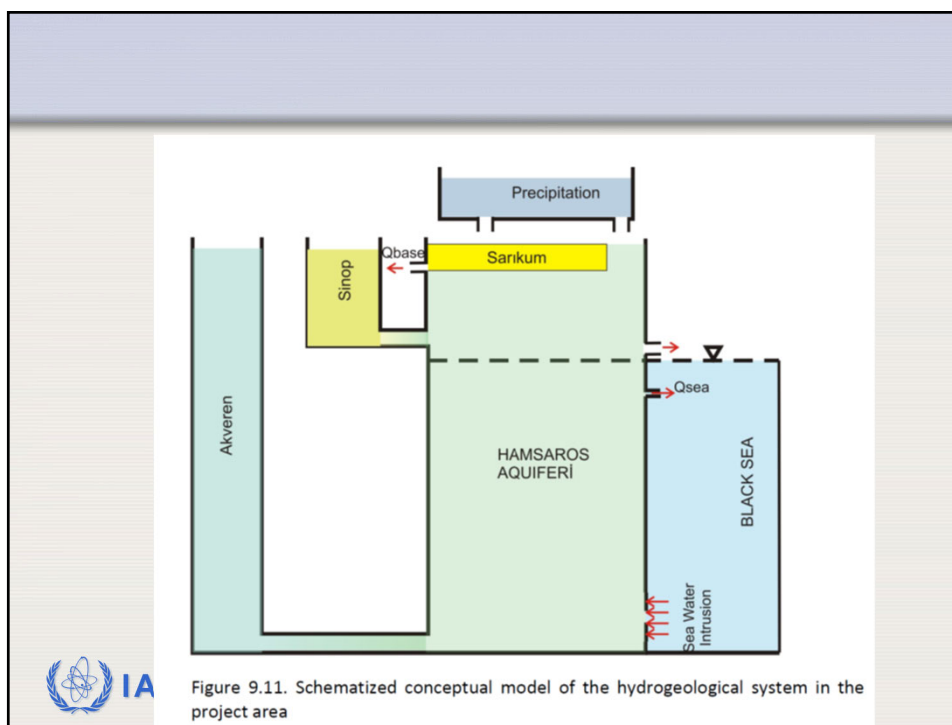 Precipitation
Qbase
Sarıkum
Sinop
Akveren
Qsea
HAMSAROS
AQUIFERİ
BLACK SEA
Sea Water
Intrusion
IA
Figure 9.11. Schematized conceptual model of the hydrogeological system in the
project area